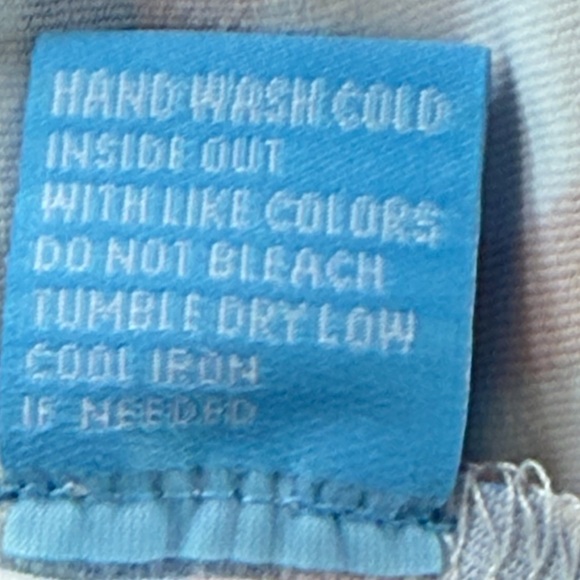 HAND WASH COLD
INSIDE OUT
WITH LIKE COLORS
DO NOT BLEACH
TUMBLE DRY LOW
COOL IRON
IF NEEDED